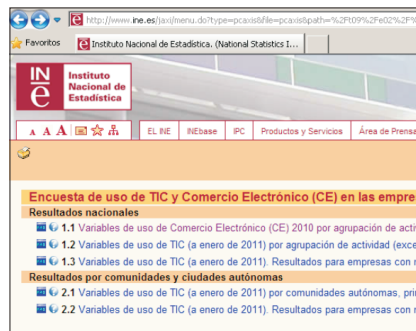 http://www.ine.es/jaxi/menu.do?type=pcaxis&file=pcaxis&path=%2Ft09%2Fe02%2F%
Favoritos
Instituto Nacional de Estadística. (National Statistics I...
INe
Instituto
Nacional de
Estadística
A A A
EL INE
INEbase
IPC
Productos y Servicios
Área de Prensa
Encuesta de uso de TIC y Comercio Electrónico (CE) en las empre
Resultados nacionales
1.1 Variables de uso de Comercio Electrónico (CE) 2010 por agrupación de activ
1.2 Variables de uso de TIC (a enero de 2011) por agrupación de actividad (exce
1.3 Variables de uso de TIC (a enero de 2011). Resultados para empresas con m
Resultados por comunidades y ciudades autónomas
2.1 Variables de uso de TIC (a enero de 2011) por comunidades autónomas, prin
2.2 Variables de uso de TIC (a enero de 2011). Resultados para empresas con m